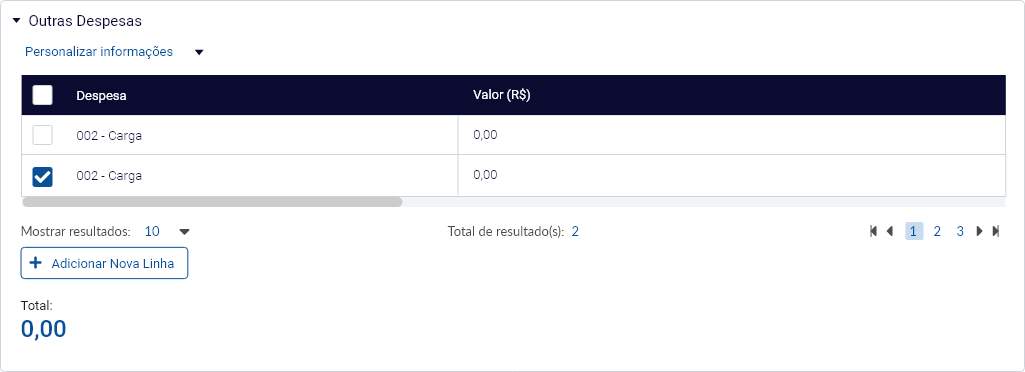 Outras Despesas
Personalizar informações
Despesa Valor (R$)
002 - Carga 0,00
002 - Carga 0,00
Mostrar resultados: 10 Total de resultado(s): 2 1 2 3
Adicionar Nova Linha
Total:
0,00